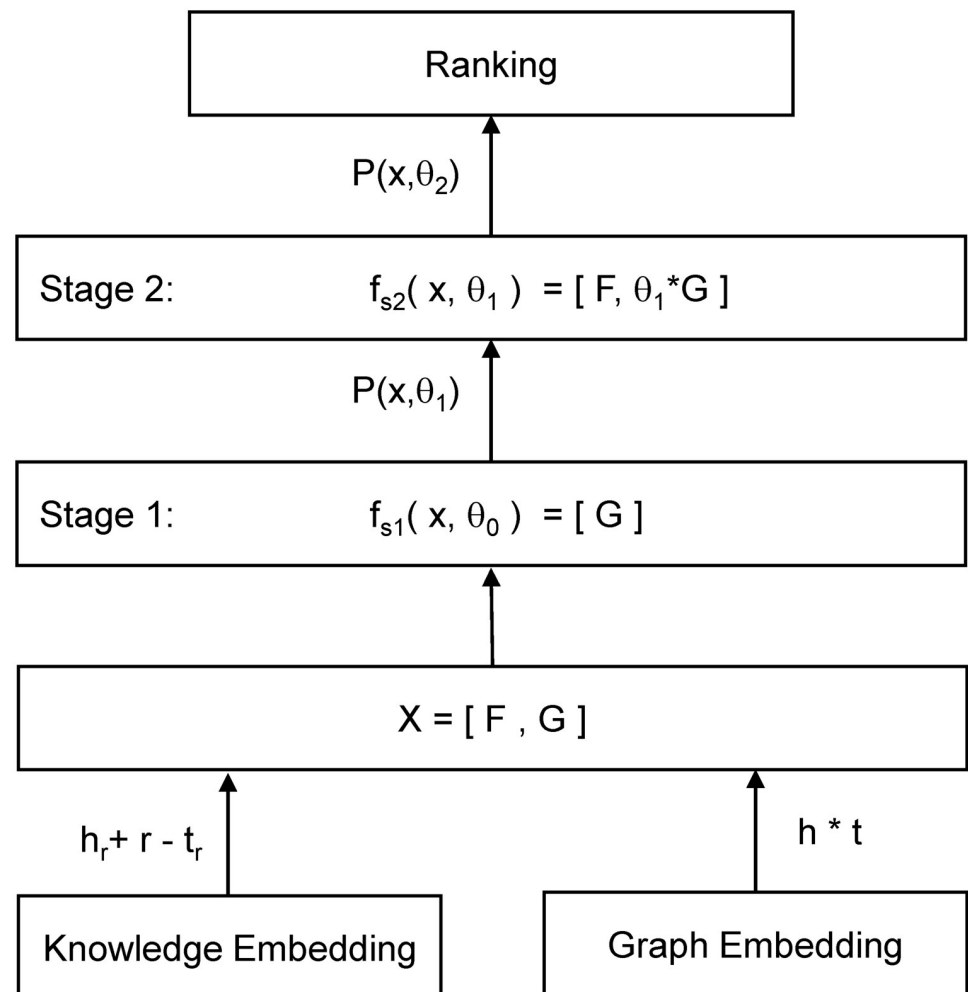 Ranking
P(x,θ₂)
Stage 2: fₛ₂( x, θ₁ ) = [ F, θ₁*G ]
P(x,θ₁)
Stage 1: fₛ₁( x, θ₀ ) = [ G ]
X = [ F , G ]
hᵣ+ r - tᵣ
h * t
Knowledge Embedding
Graph Embedding